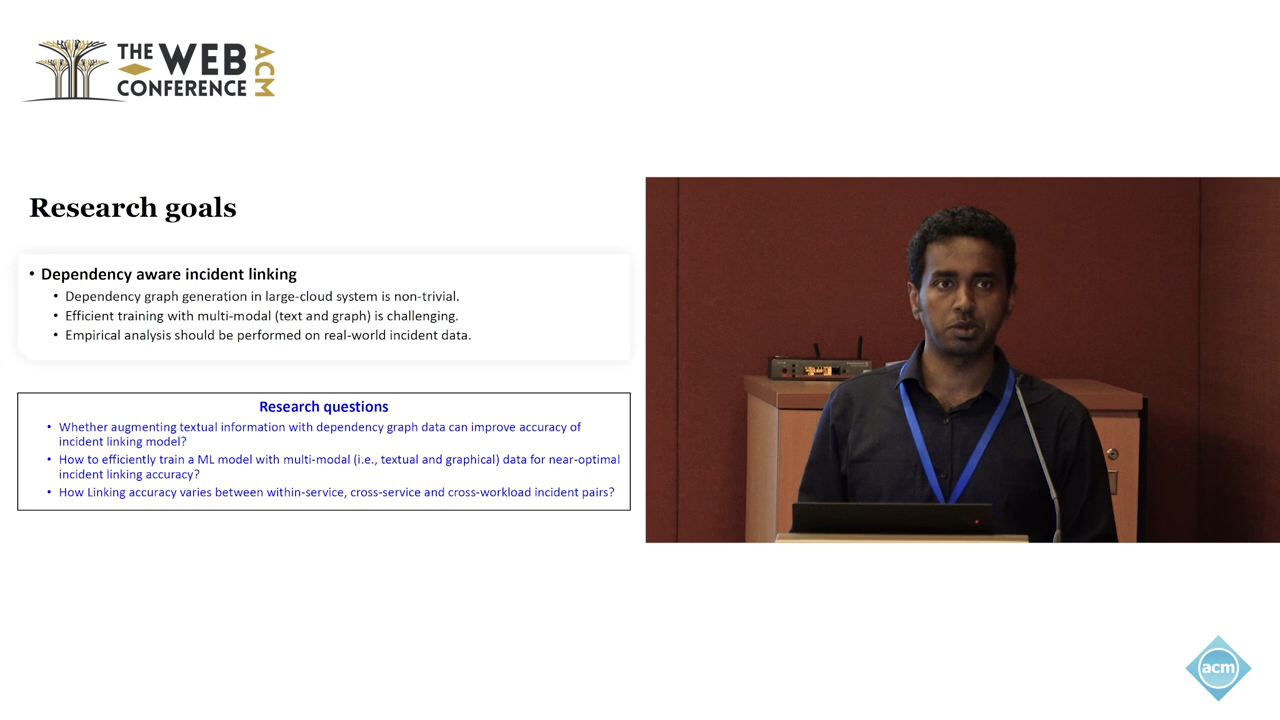 THE WEB
CONFERENCE
ACM
Research goals
• Dependency aware incident linking
• Dependency graph generation in large-cloud system is non-trivial.
• Efficient training with multi-modal (text and graph) is challenging.
• Empirical analysis should be performed on real-world incident data.
Research questions
• Whether augmenting textual information with dependency graph data can improve accuracy of
incident linking model?
• How to efficiently train a ML model with multi-modal (i.e., textual and graphical) data for near-optimal
incident linking accuracy?
• How Linking accuracy varies between within-service, cross-service and cross-workload incident pairs?
acm